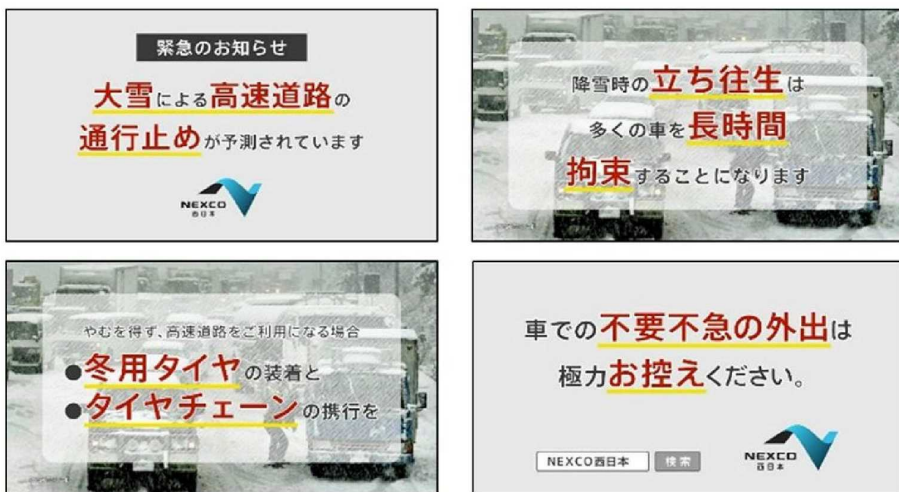 緊急のお知らせ
大雪による高速道路の
通行止めが予測されています
NEXCO
西日本
降雪時の立ち往生は
多くの車を長時間
拘束することになります
やむを得ず、高速道路をご利用になる場合
●冬用タイヤの装着と
●タイヤチェーンの携行を
車での不要不急の外出は
極力お控えください。
NEXCO西日本 検索
NEXCO
西日本